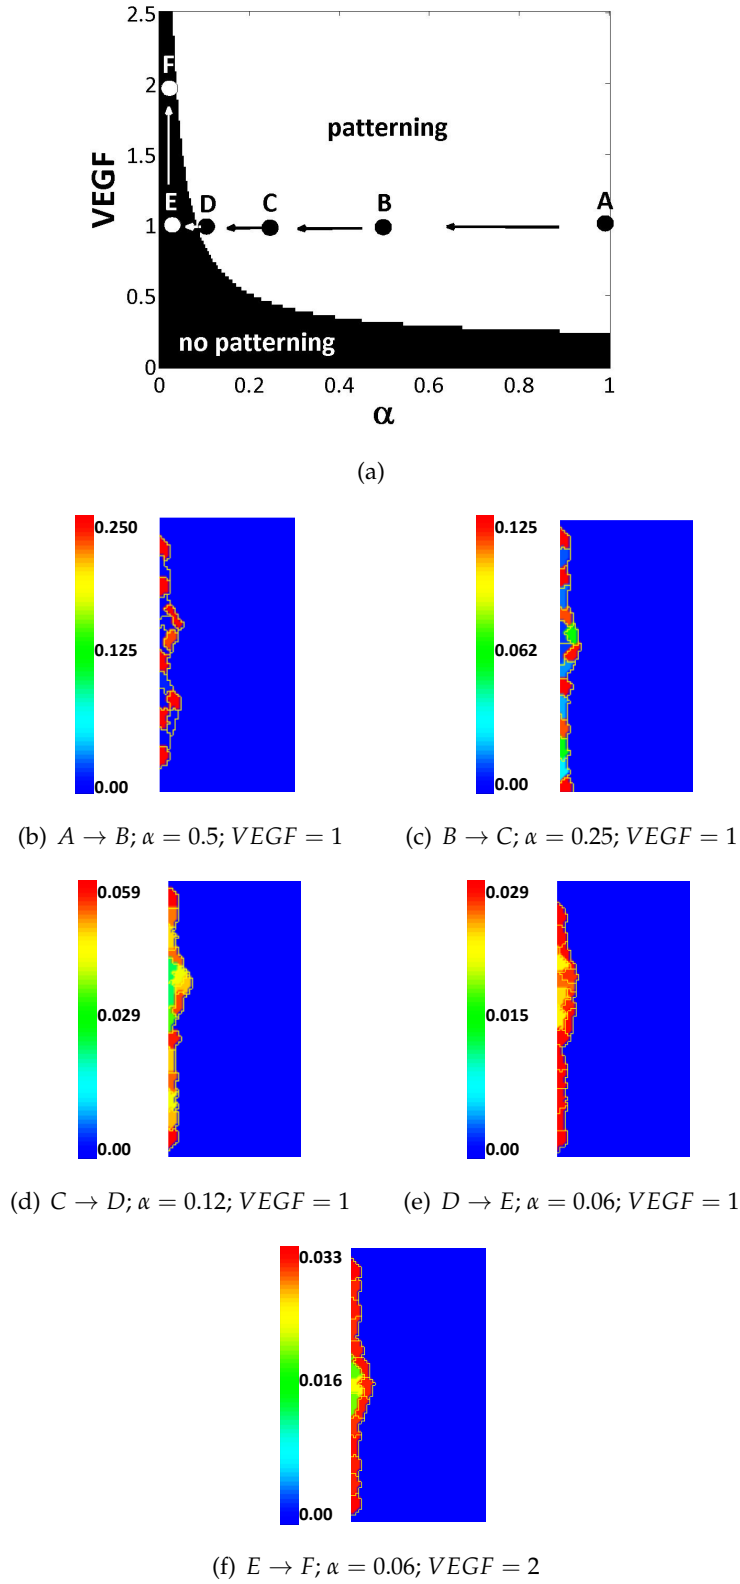 2.5
F
2
patterning
1.5
VEGF
E D C B A
1
0.5
no patterning
0
0 0.2 0.4 0.6 0.8 1
α
(a)
0.250 0.125
0.125 0.062
0.00 0.00
(b) A → B; α = 0.5; VEGF = 1 (c) B → C; α = 0.25; VEGF = 1
0.059 0.029
0.029 0.015
0.00 0.00
(d) C → D; α = 0.12; VEGF = 1 (e) D → E; α = 0.06; VEGF = 1
0.033
0.016
0.00
(f) E → F; α = 0.06; VEGF = 2